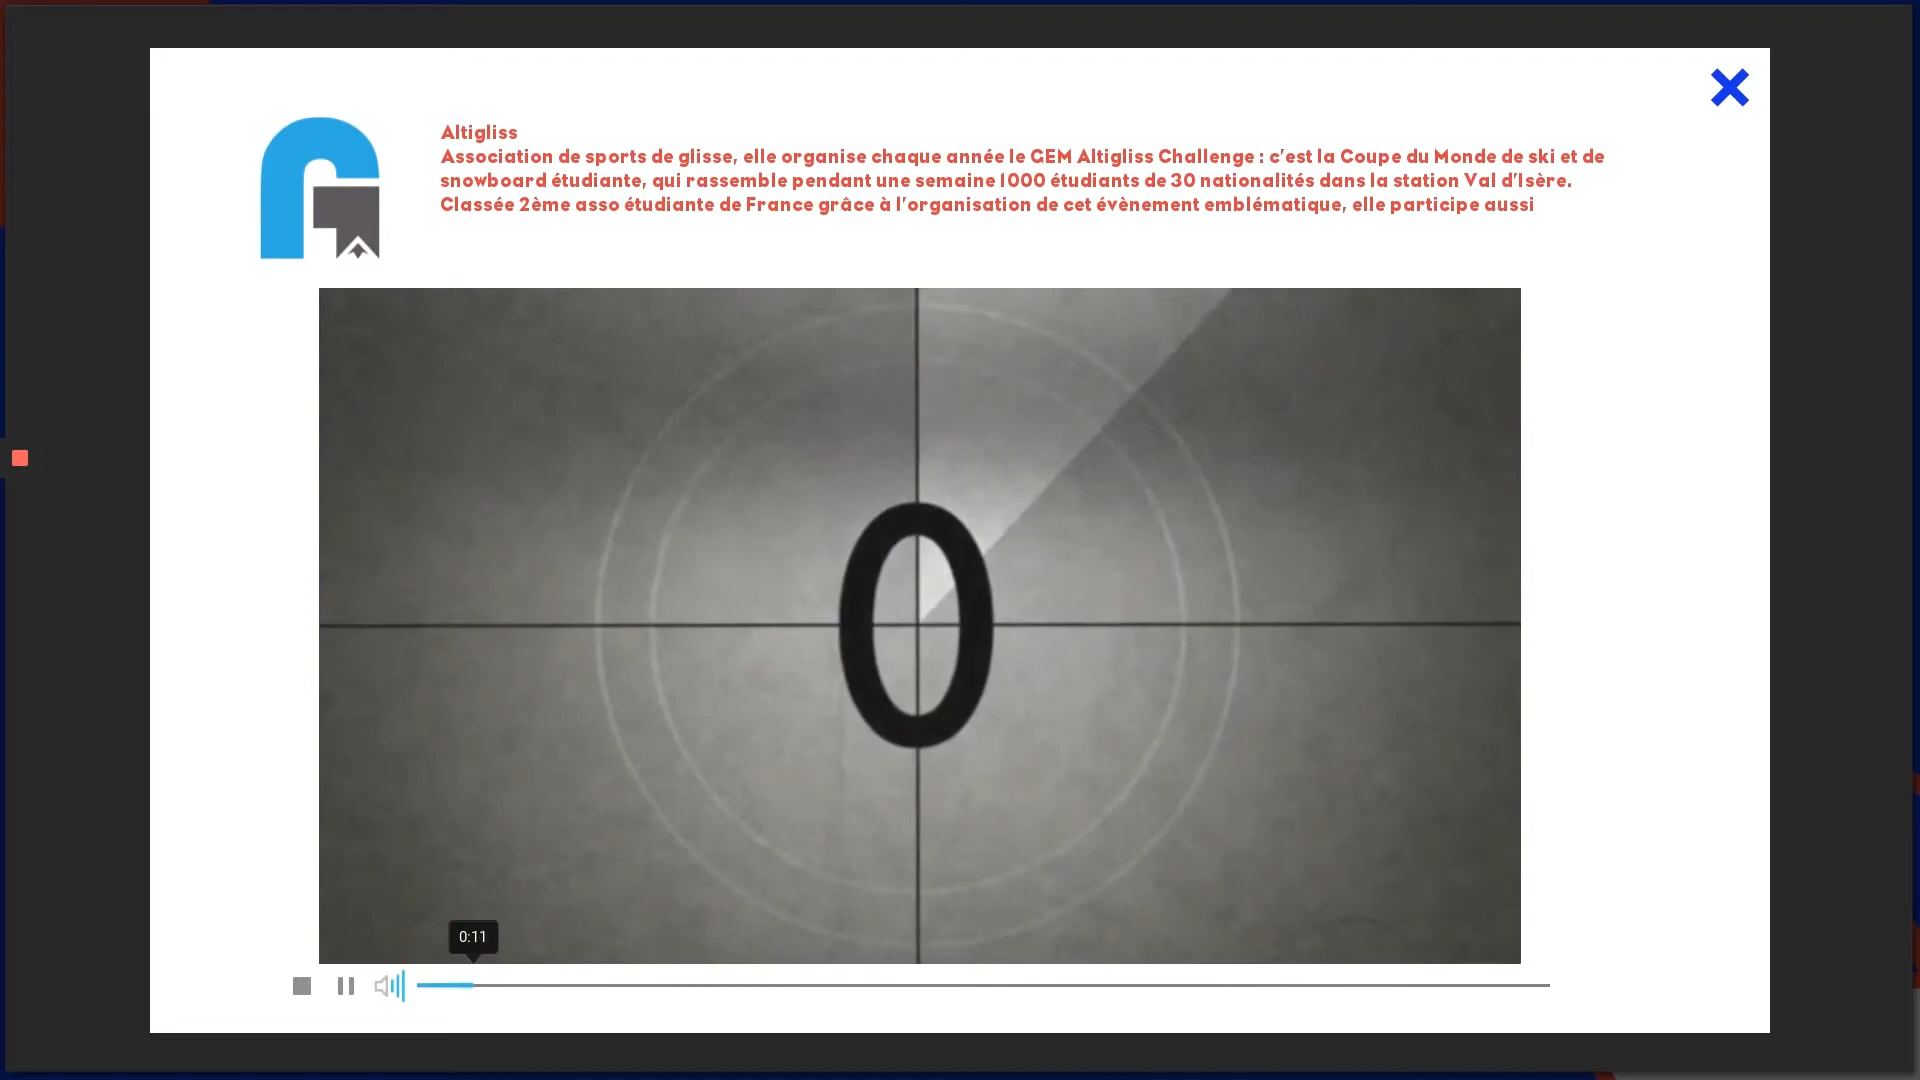 Altigliss
Association de sports de glisse, elle organise chaque année le GEM Altigliss Challenge : c'est la Coupe du Monde de ski et de
snowboard étudiante, qui rassemble pendant une semaine 1000 étudiants de 30 nationalités dans la station Val d'Isère.
Classée 2ème asso étudiante de France grâce à l'organisation de cet évènement emblématique, elle participe aussi
0
0:11